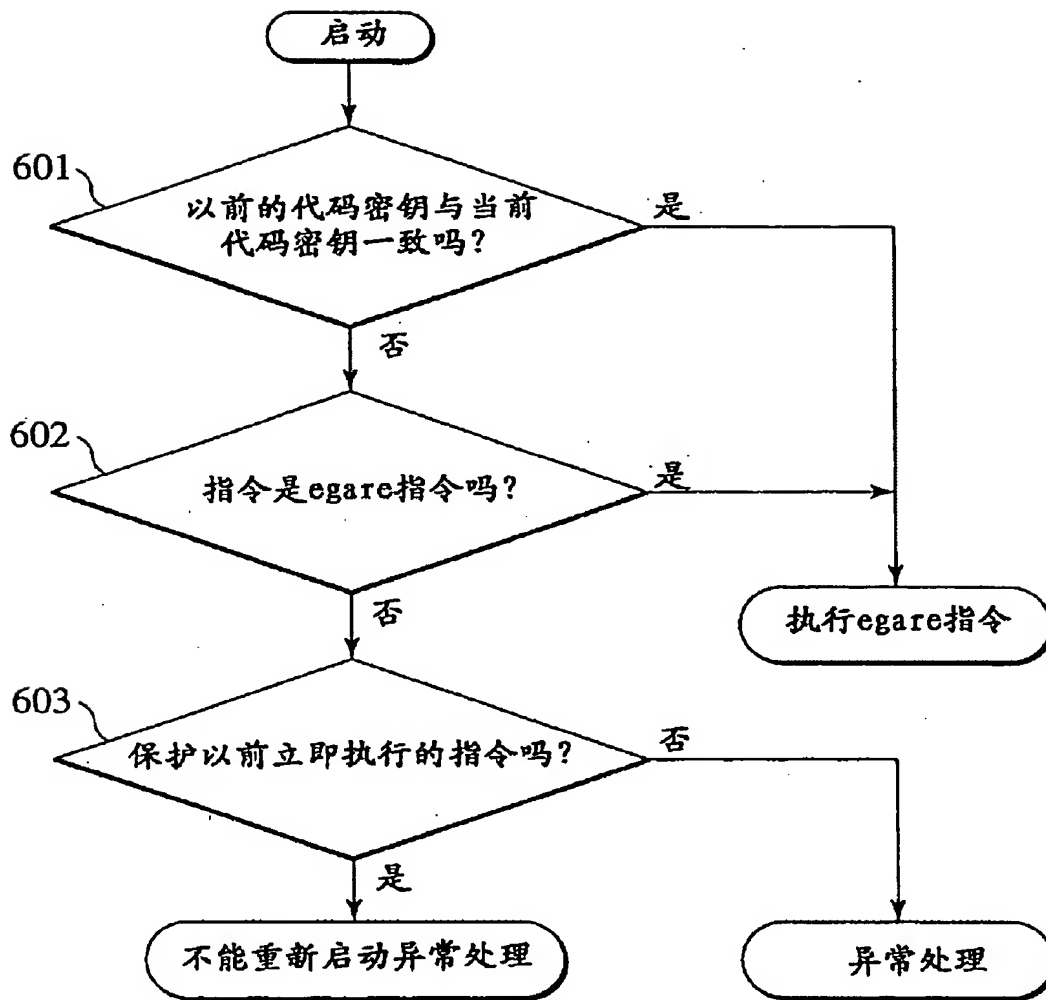 启动
601
以前的代码密钥与当前
代码密钥一致吗?
是
否
602
指令是egare指令吗?
是
否
执行egare指令
603
保护以前立即执行的指令吗?
否
是
不能重新启动异常处理
异常处理